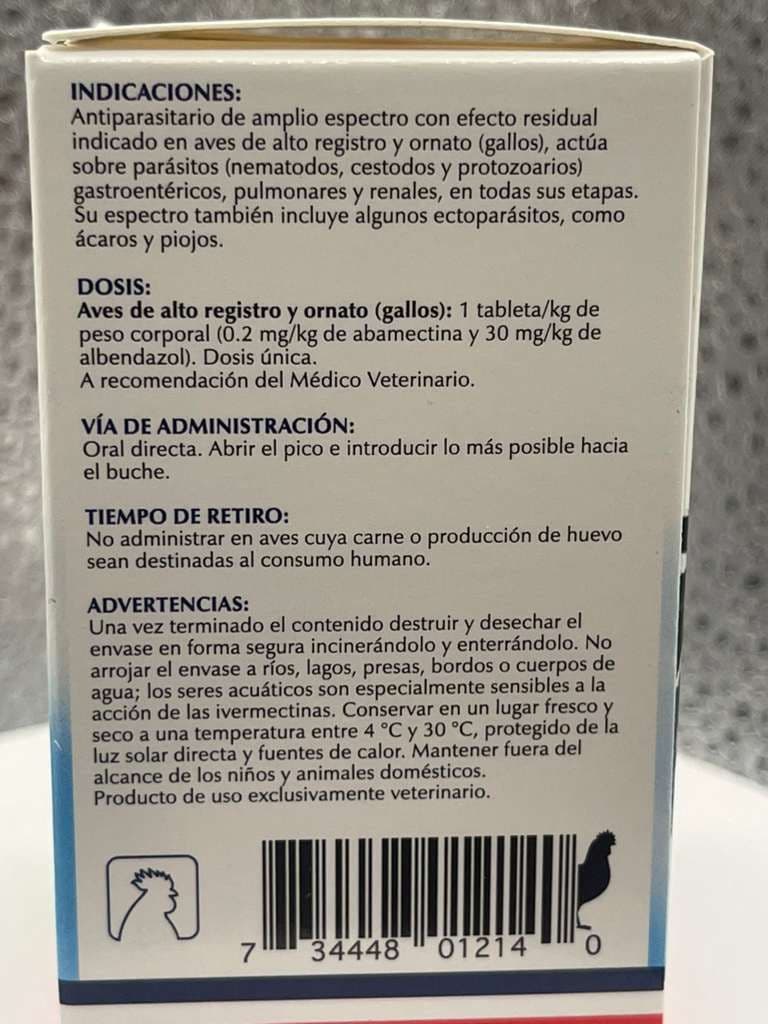 INDICACIONES:
Antiparasitario de amplio espectro con efecto residual
indicado en aves de alto registro y ornato (gallos), actúa
sobre parásitos (nematodos, cestodos y protozoarios)
gastroentéricos, pulmonares y renales, en todas sus etapas.
Su espectro también incluye algunos ectoparásitos, como
ácaros y piojos.
DOSIS:
Aves de alto registro y ornato (gallos): 1 tableta/kg de
peso corporal (0.2 mg/kg de abamectina y 30 mg/kg de
albendazol). Dosis única.
A recomendación del Médico Veterinario.
VÍA DE ADMINISTRACIÓN:
Oral directa. Abrir el pico e introducir lo más posible hacia
el buche.
TIEMPO DE RETIRO:
No administrar en aves cuya carne o producción de huevo
sean destinadas al consumo humano.
ADVERTENCIAS:
Una vez terminado el contenido destruir y desechar el
envase en forma segura incinerándolo y enterrándolo. No
arrojar el envase a ríos, lagos, presas, bordos o cuerpos de
agua; los seres acuáticos son especialmente sensibles a la
acción de las ivermectinas. Conservar en un lugar fresco y
seco a una temperatura entre 4 °C y 30 °C, protegido de la
luz solar directa y fuentes de calor. Mantener fuera del
alcance de los niños y animales domésticos.
Producto de uso exclusivamente veterinario.
7 34448 01214 0